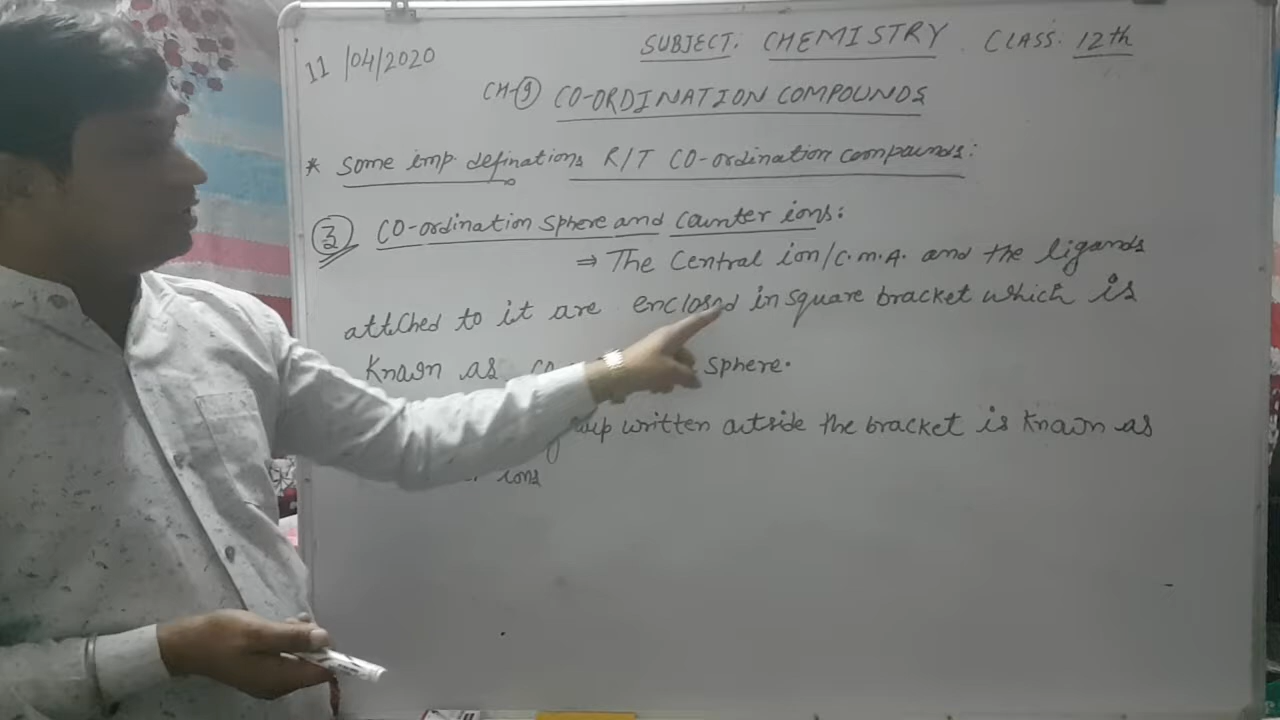 11/04/2020
SUBJECT. CHEMISTRY. CLASS: 12th
CH-9 CO-ORDINATION COMPOUNDS
* Some imp. definations R/T CO-ordination compounds:
3 CO-ordination Sphere and Counter ions:
⇒ The Central ion/C.M.A. and the ligands
attched to it are enclosed in square bracket which is
Known as co sphere.
written outside the bracket is Known as
ions